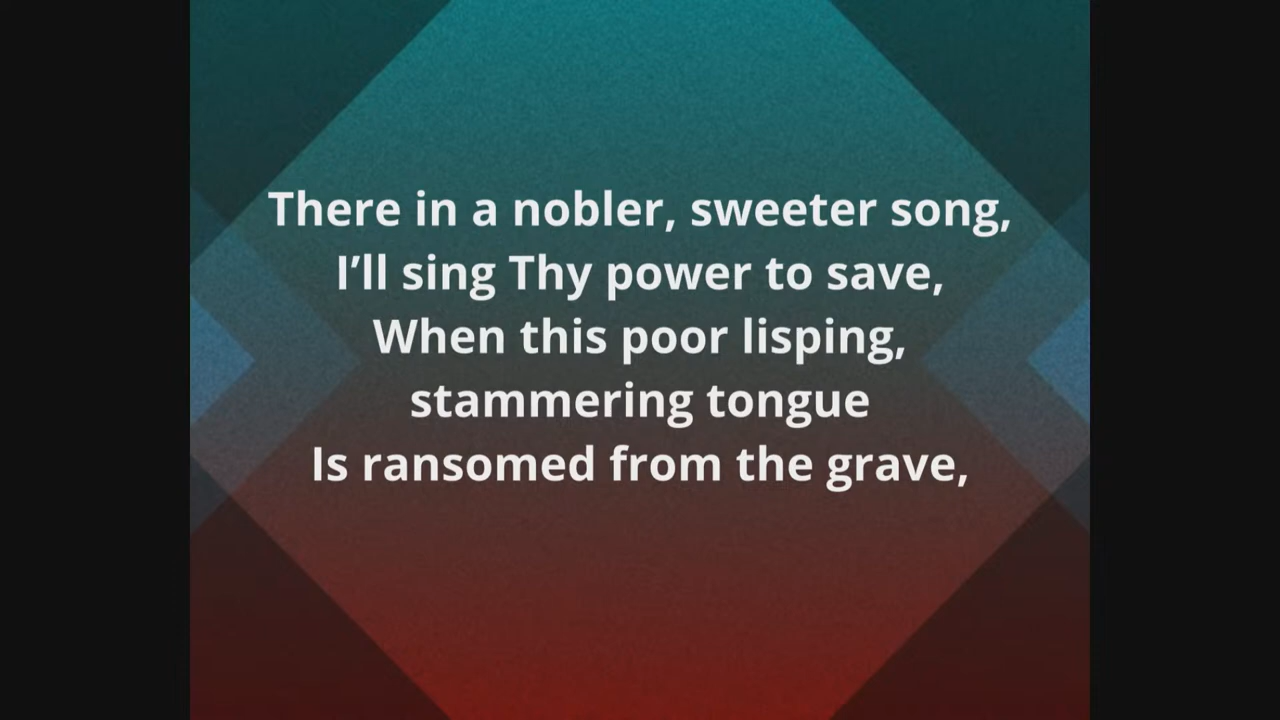 There in a nobler, sweeter song,
I’ll sing Thy power to save,
When this poor lisping,
stammering tongue
Is ransomed from the grave,